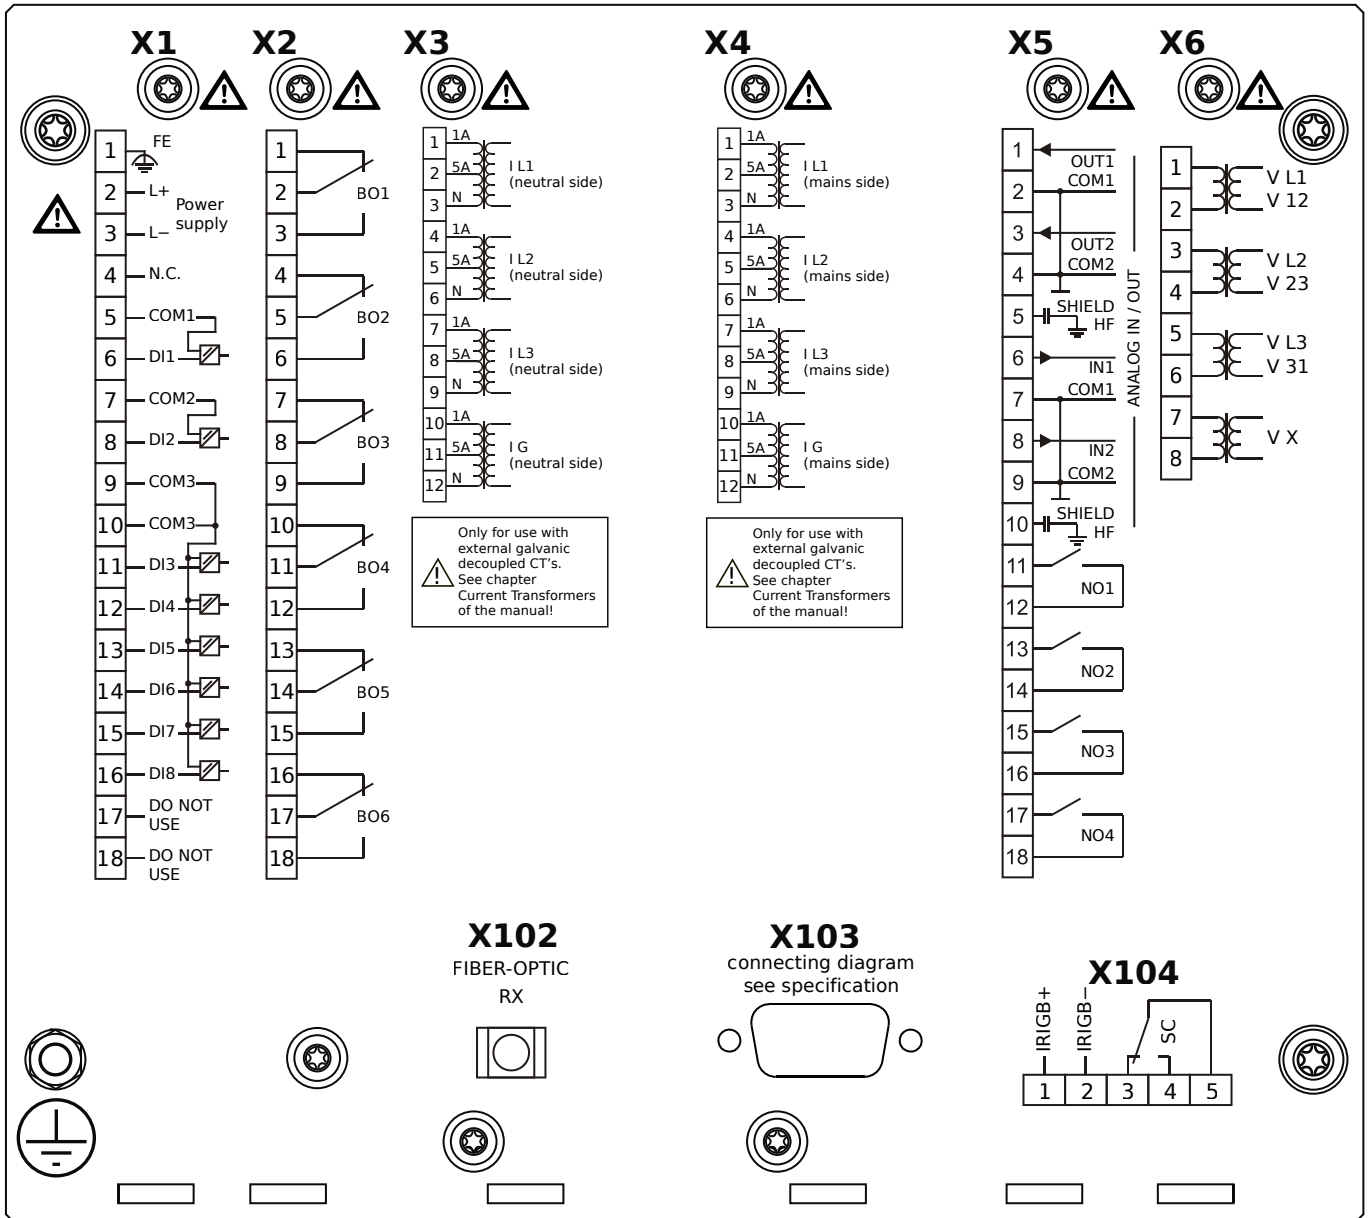 X1
X2
X3
X4
X5
X6
1 FE
2 L+ Power
3 L− supply
4 N.C.
5 COM1
6 DI1
7 COM2
8 DI2
9 COM3
10 COM3
11 DI3
12 DI4
13 DI5
14 DI6
15 DI7
16 DI8
17 DO NOT
USE
18 DO NOT
USE
1
2 BO1
3
4
5 BO2
6
7
8 BO3
9
10
11 BO4
12
13
14 BO5
15
16
17 BO6
18
1 1A
2 5A I L1
(neutral side)
3 N
4 1A
5 5A I L2
(neutral side)
6 N
7 1A
8 5A I L3
(neutral side)
9 N
10 1A
11 5A I G
(neutral side)
12 N
Only for use with
external galvanic
decoupled CT's.
See chapter
Current Transformers
of the manual!
1 1A
2 5A I L1
(mains side)
3 N
4 1A
5 5A I L2
(mains side)
6 N
7 1A
8 5A I L3
(mains side)
9 N
10 1A
11 5A I G
(mains side)
12 N
Only for use with
external galvanic
decoupled CT's.
See chapter
Current Transformers
of the manual!
1 OUT1
2 COM1
3 OUT2
4 COM2
5 SHIELD
HF
6 IN1
7 COM1
8 IN2
9 COM2
10 SHIELD
HF
ANALOG IN / OUT
11
NO1
12
13
NO2
14
15
NO3
16
17
NO4
18
1 V L1
2 V 12
3 V L2
4 V 23
5 V L3
6 V 31
7 V X
8
X102
FIBER-OPTIC
RX
X103
connecting diagram
see specification
X104
IRIGB+
IRIGB−
SC
1 2 3 4 5